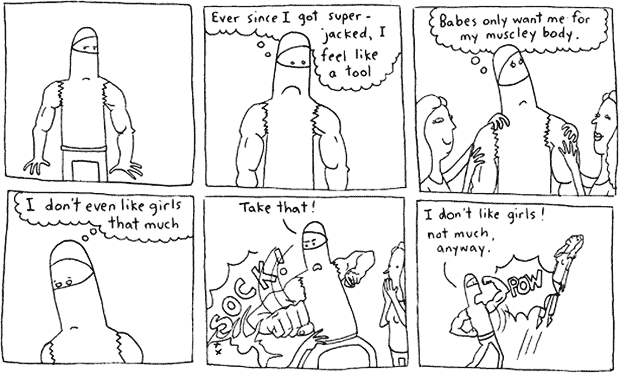 Ever since I got super-
jacked, I
feel like
a tool
Babes only want me for
my muscley body.
I don't even like girls
that much
Take that!
SOCK
I don't like girls!
not much,
anyway.
POW